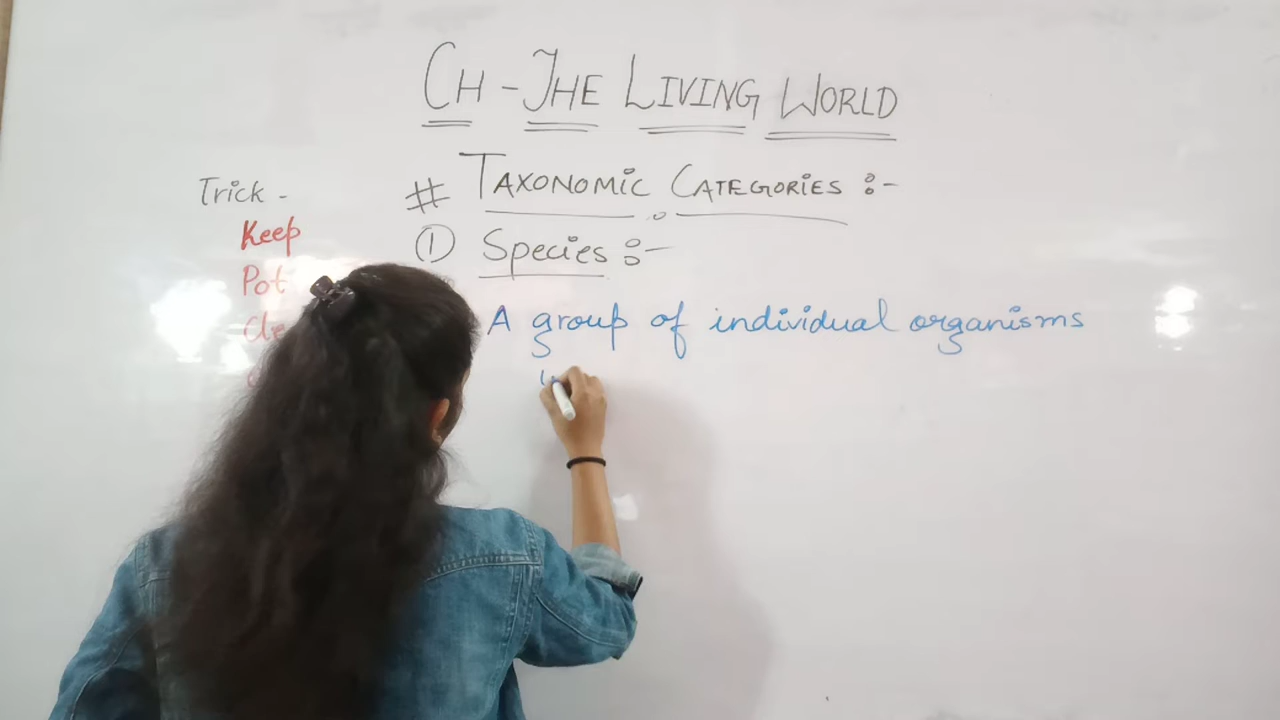 CH - THE LIVING WORLD
# TAXONOMIC CATEGORIES :-
Trick -
Keep
Pot
① Species :-
A group of individual organisms